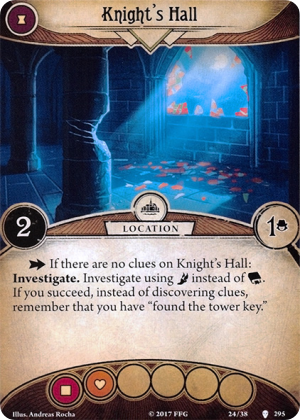 Knight's Hall
2
LOCATION
1
If there are no clues on Knight's Hall:
Investigate. Investigate using instead of .
If you succeed, instead of discovering clues,
remember that you have “found the tower key.”
Illus. Andreas Rocha © 2017 FFG 24/38 295